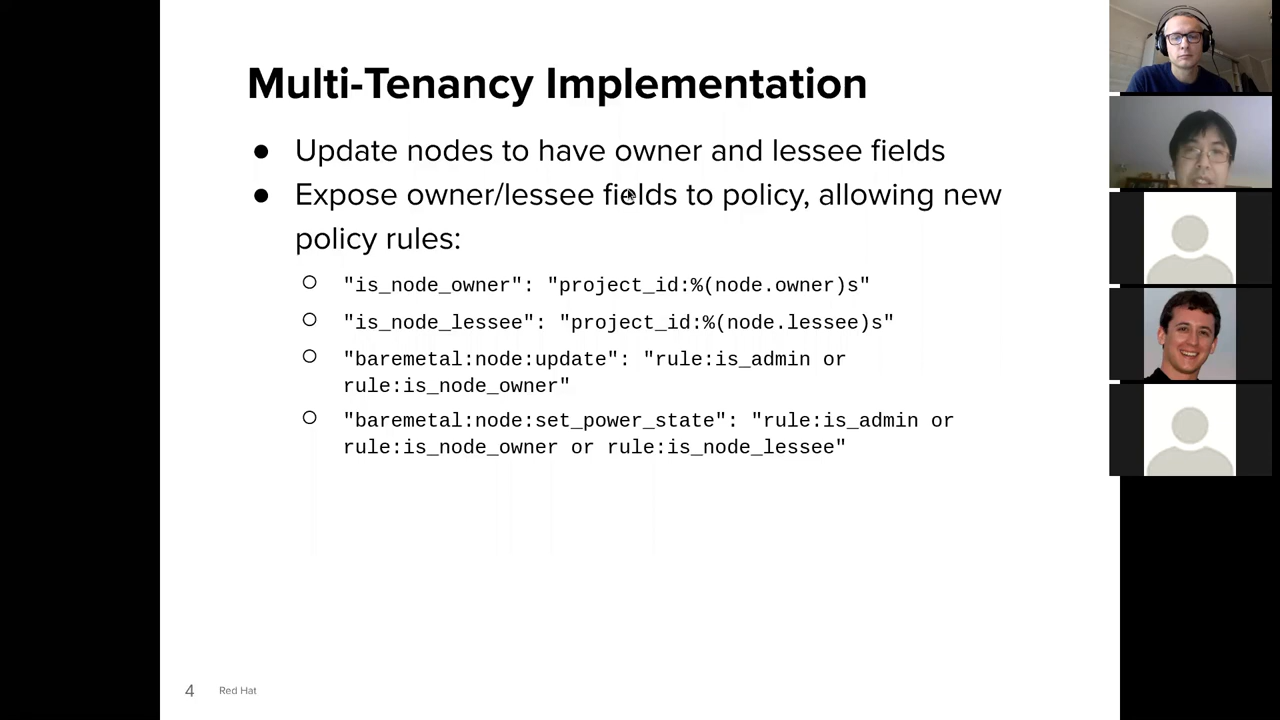 Multi-Tenancy Implementation
● Update nodes to have owner and lessee fields
● Expose owner/lessee fields to policy, allowing new
policy rules:
○ "is_node_owner": "project_id:%(node.owner)s"
○ "is_node_lessee": "project_id:%(node.lessee)s"
○ "baremetal:node:update": "rule:is_admin or
rule:is_node_owner"
○ "baremetal:node:set_power_state": "rule:is_admin or
rule:is_node_owner or rule:is_node_lessee"
4 Red Hat